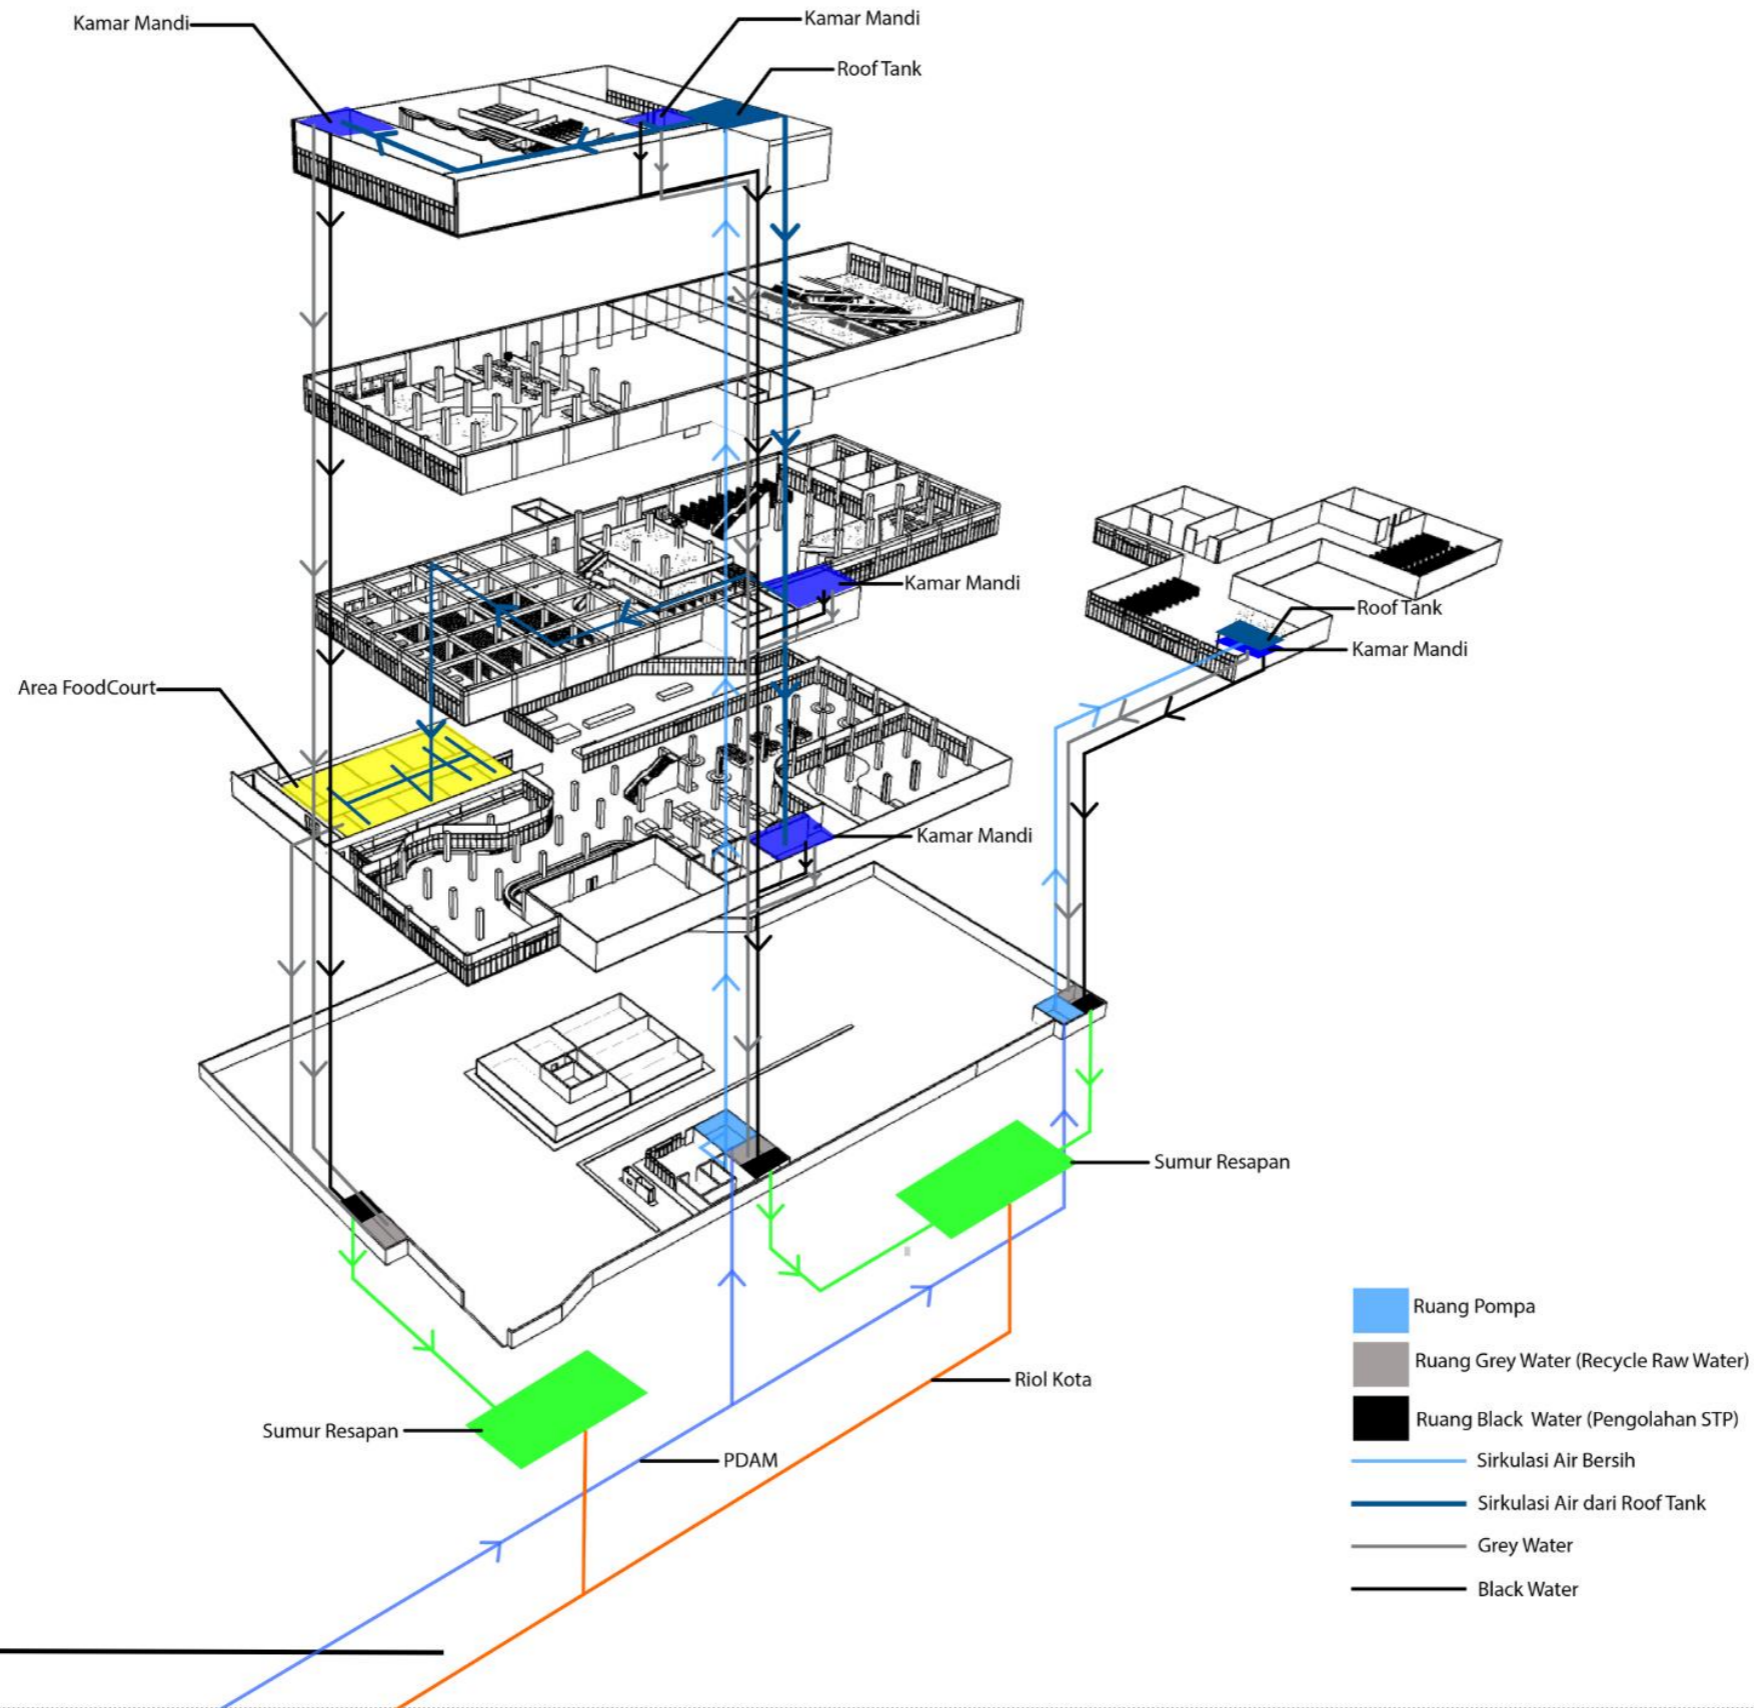 Kamar Mandi
Kamar Mandi
Roof Tank
Kamar Mandi
Roof Tank
Kamar Mandi
Area FoodCourt
Kamar Mandi
Sumur Resapan
Riol Kota
Sumur Resapan
PDAM
Ruang Pompa
Ruang Grey Water (Recycle Raw Water)
Ruang Black Water (Pengolahan STP)
Sirkulasi Air Bersih
Sirkulasi Air dari Roof Tank
Grey Water
Black Water